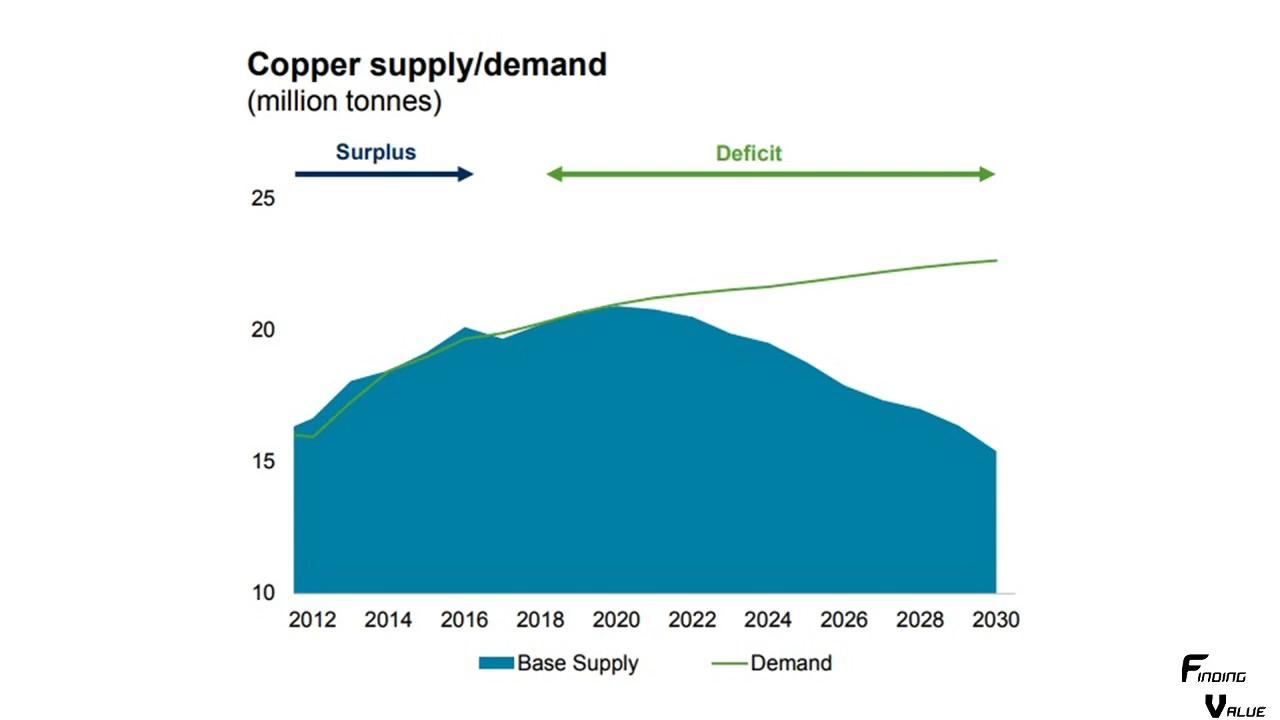 Copper supply/demand
(million tonnes)
Surplus
Deficit
25
20
15
10
2012 2014 2016 2018 2020 2022 2024 2026 2028 2030
Base Supply Demand
Finding
Value